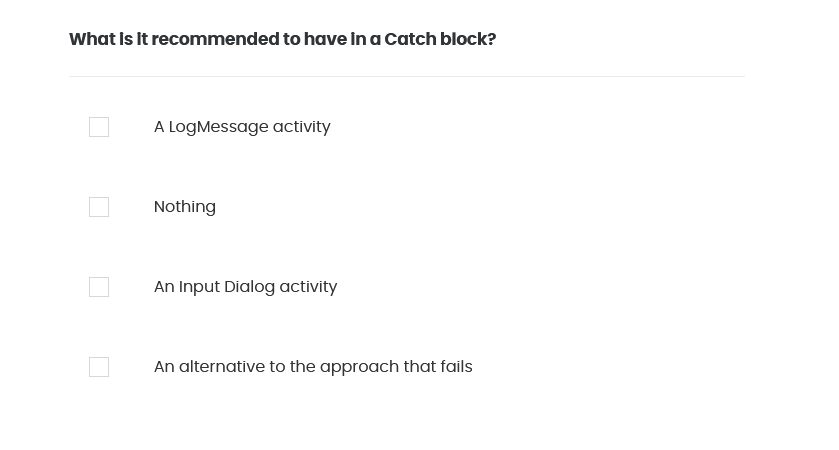 What is it recommended to have in a Catch block?
A LogMessage activity
Nothing
An Input Dialog activity
An alternative to the approach that fails